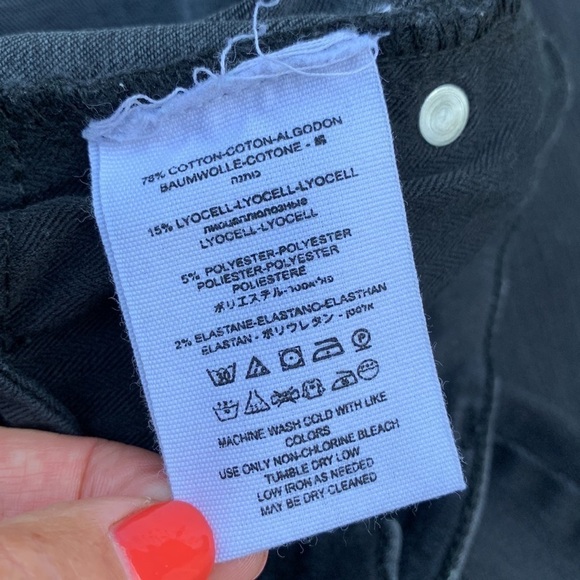 78% COTTON-COTON-ALGODON
BAUMWOLLE-COTONE - 綿
כותנה
15% LYOCELL-LYOCELL-LYOCELL
LYOCELL-LYOCELL
5% POLYESTER-POLYESTER
POLIESTER-POLYESTER
POLIESTERE
ポリエステル-פוליאסטר
2% ELASTANE-ELASTANO-ELASTHAN
ELASTAN - ポリウレタン - אלסטן
MACHINE WASH COLD WITH LIKE
COLORS
USE ONLY NON-CHLORINE BLEACH
TUMBLE DRY LOW
LOW IRON AS NEEDED
MAY BE DRY CLEANED